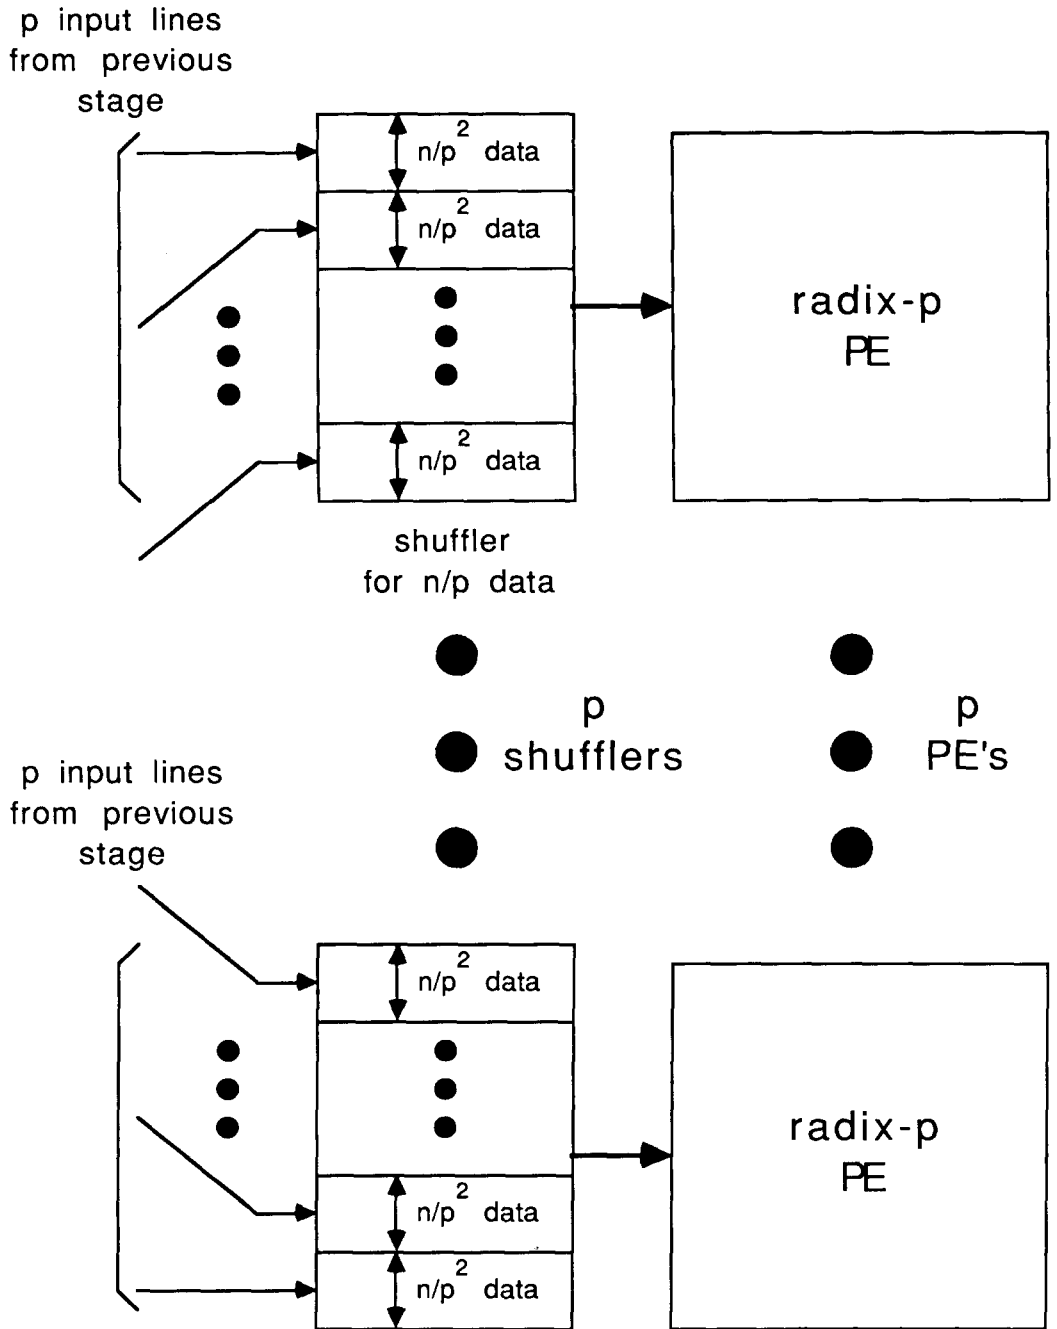 p input lines
from previous
stage
n/p² data
n/p² data
n/p² data
radix-p
PE
shuffler
for n/p data
p
shufflers
p
PE's
p input lines
from previous
stage
n/p² data
n/p² data
n/p² data
radix-p
PE